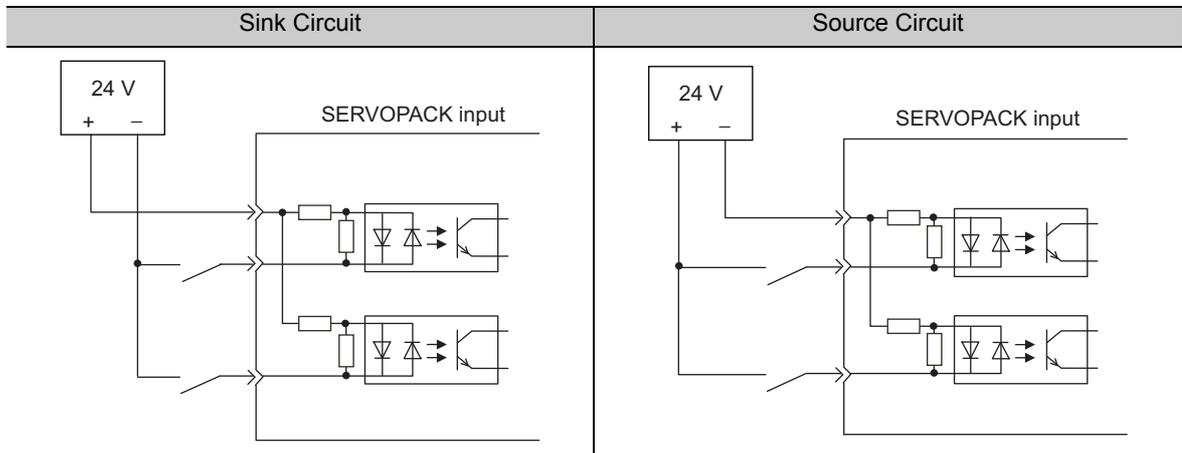 Sink Circuit
Source Circuit
24 V
+ −
SERVOPACK input
24 V
+ −
SERVOPACK input